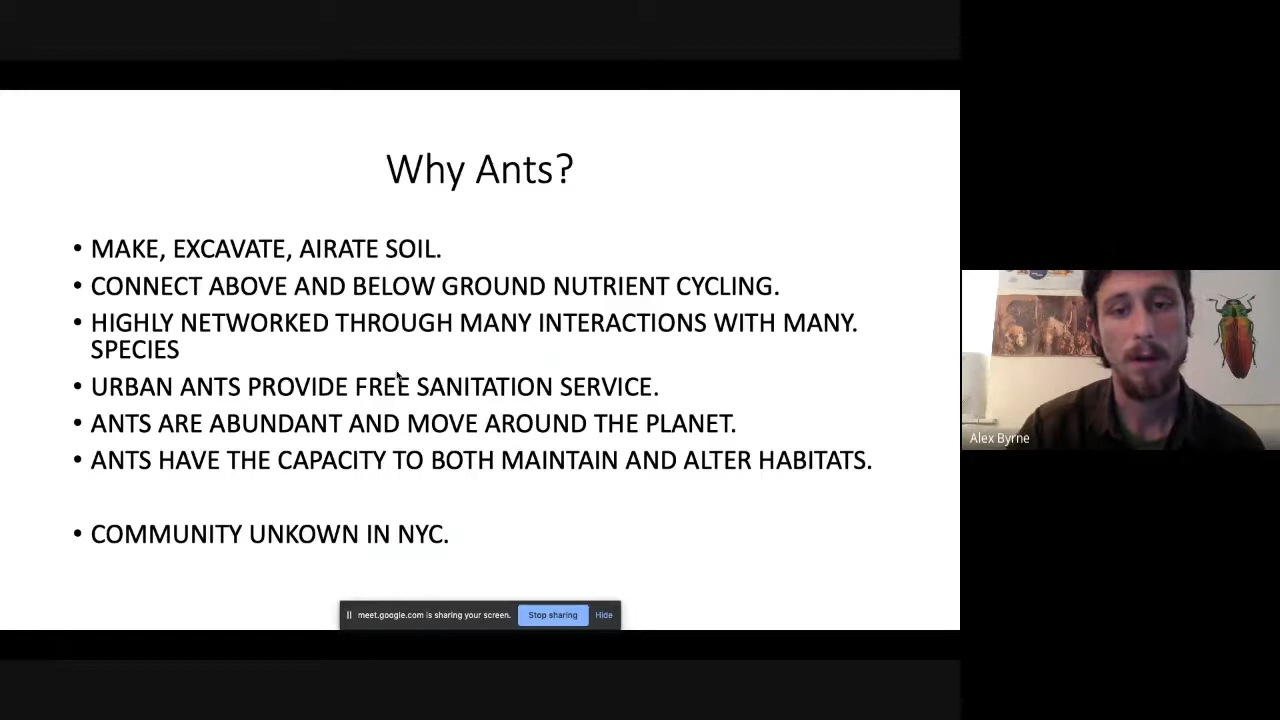 Why Ants?
• MAKE, EXCAVATE, AIRATE SOIL.
• CONNECT ABOVE AND BELOW GROUND NUTRIENT CYCLING.
• HIGHLY NETWORKED THROUGH MANY INTERACTIONS WITH MANY.
SPECIES
• URBAN ANTS PROVIDE FREE SANITATION SERVICE.
• ANTS ARE ABUNDANT AND MOVE AROUND THE PLANET.
• ANTS HAVE THE CAPACITY TO BOTH MAINTAIN AND ALTER HABITATS.
• COMMUNITY UNKOWN IN NYC.
meet.google.com is sharing your screen. Stop sharing Hide
Alex Byrne